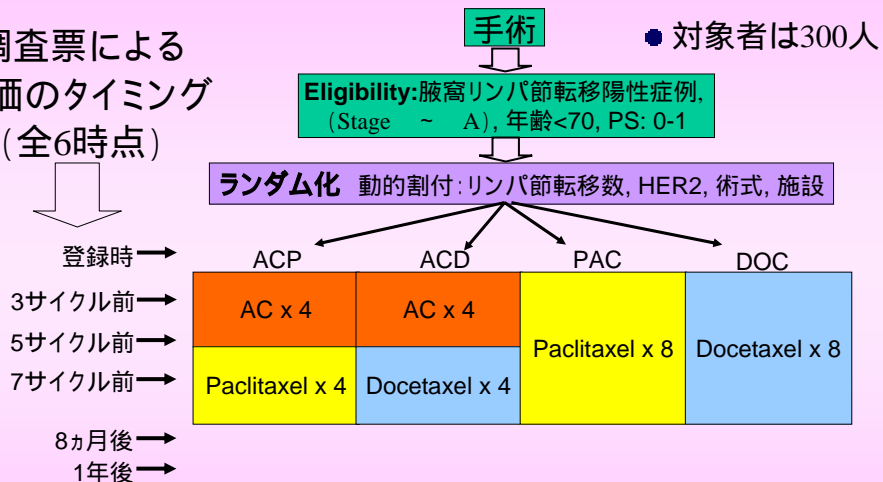 手術
● 対象者は300人
調査票による
価のタイミング
(全6時点)
Eligibility:腋窩リンパ節転移陽性症例,
(Stage ~ A), 年齢<70, PS: 0-1
ランダム化 動的割付:リンパ節転移数, HER2, 術式, 施設
登録時
3サイクル前
5サイクル前
7サイクル前
8ヵ月後
1年後
ACP ACD PAC DOC
AC x 4 AC x 4
Paclitaxel x 8 Docetaxel x 8
Paclitaxel x 4 Docetaxel x 4